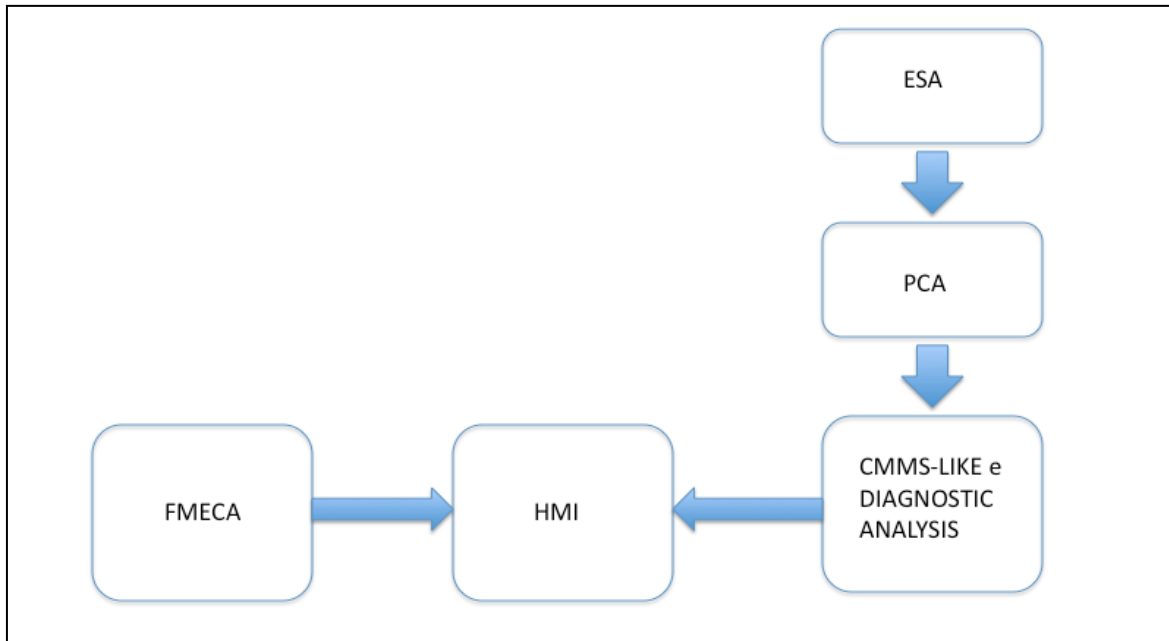 ESA
PCA
FMECA
HMI
CMMS-LIKE e
DIAGNOSTIC
ANALYSIS